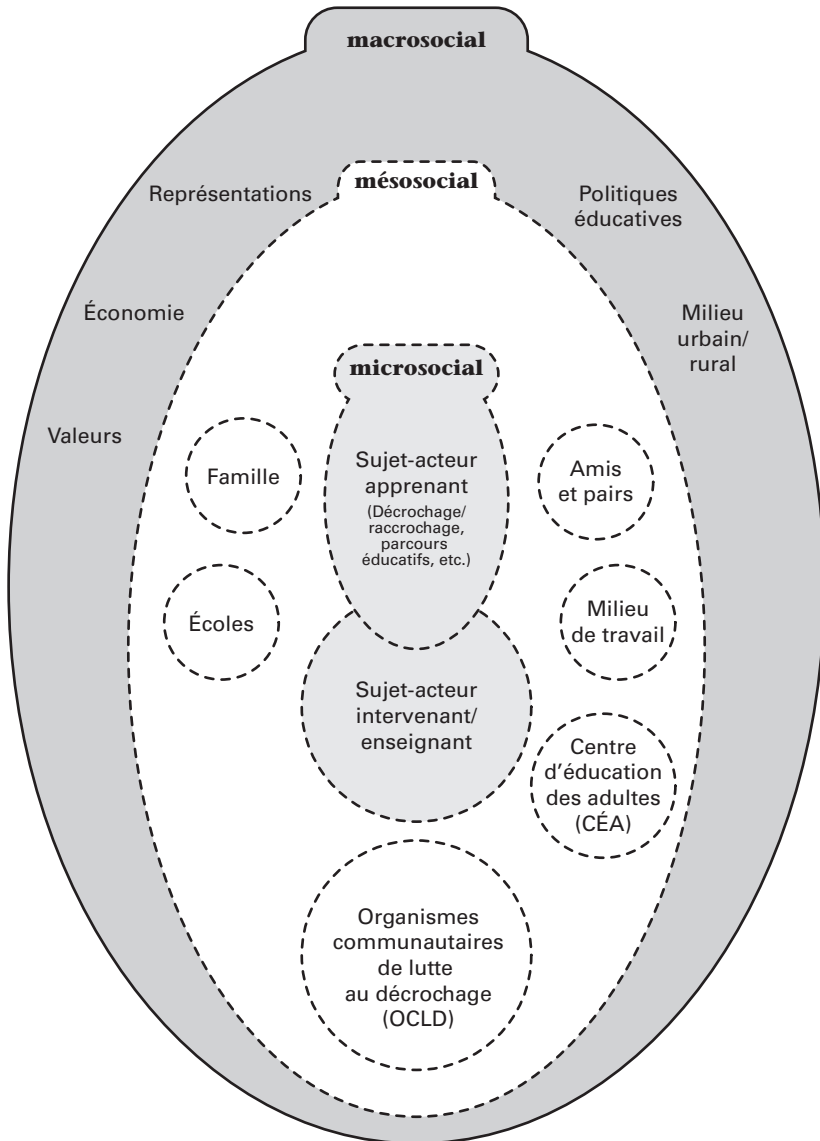 macrosocial
Représentations
mésosocial
Politiques
éducatives
Économie
Milieu
urbain/
rural
microsocial
Valeurs
Famille
Sujet-acteur
apprenant
(Décrochage/
raccrochage,
parcours
éducatifs, etc.)
Amis
et pairs
Écoles
Milieu
de travail
Sujet-acteur
intervenant/
enseignant
Centre
d'éducation
des adultes
(CÉA)
Organismes
communautaires
de lutte
au décrochage
(OCLD)